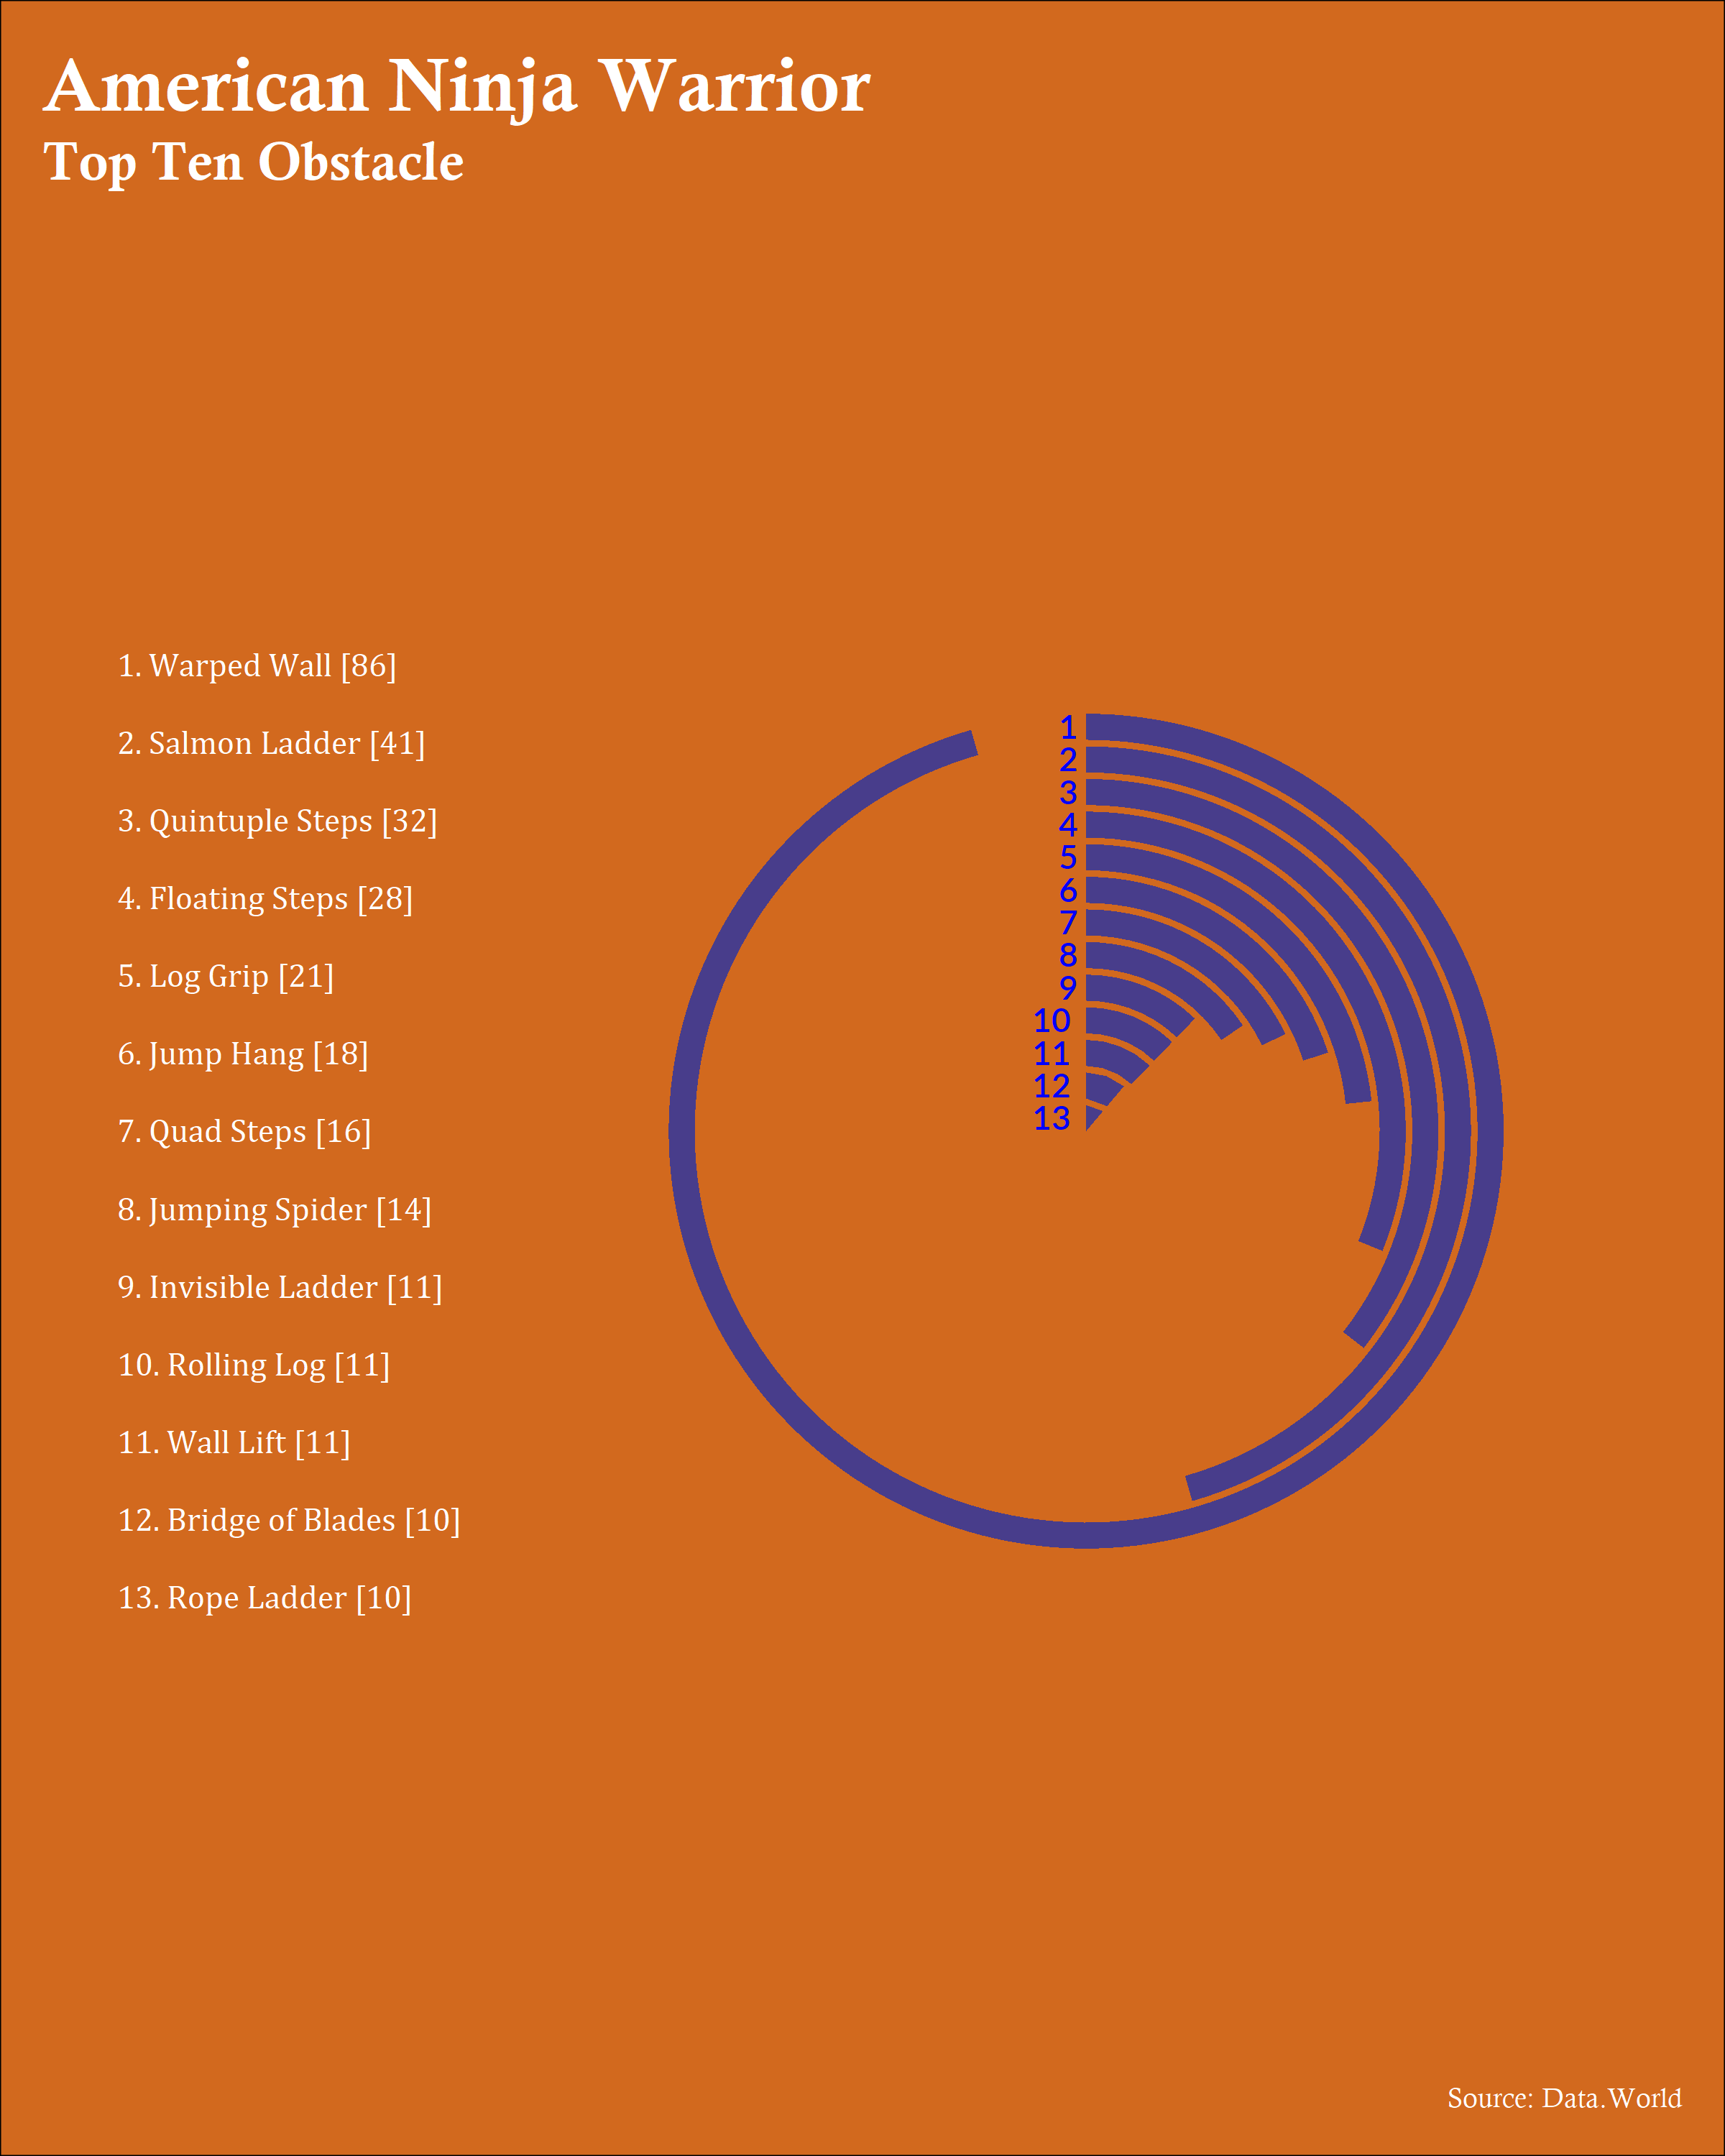 American Ninja Warrior
Top Ten Obstacle
1. Warped Wall [86]
2. Salmon Ladder [41]
3. Quintuple Steps [32]
4. Floating Steps [28]
5. Log Grip [21]
6. Jump Hang [18]
7. Quad Steps [16]
8. Jumping Spider [14]
9. Invisible Ladder [11]
10. Rolling Log [11]
11. Wall Lift [11]
12. Bridge of Blades [10]
13. Rope Ladder [10]
1
2
3
4
5
6
7
8
9
10
11
12
13
Source: Data.World